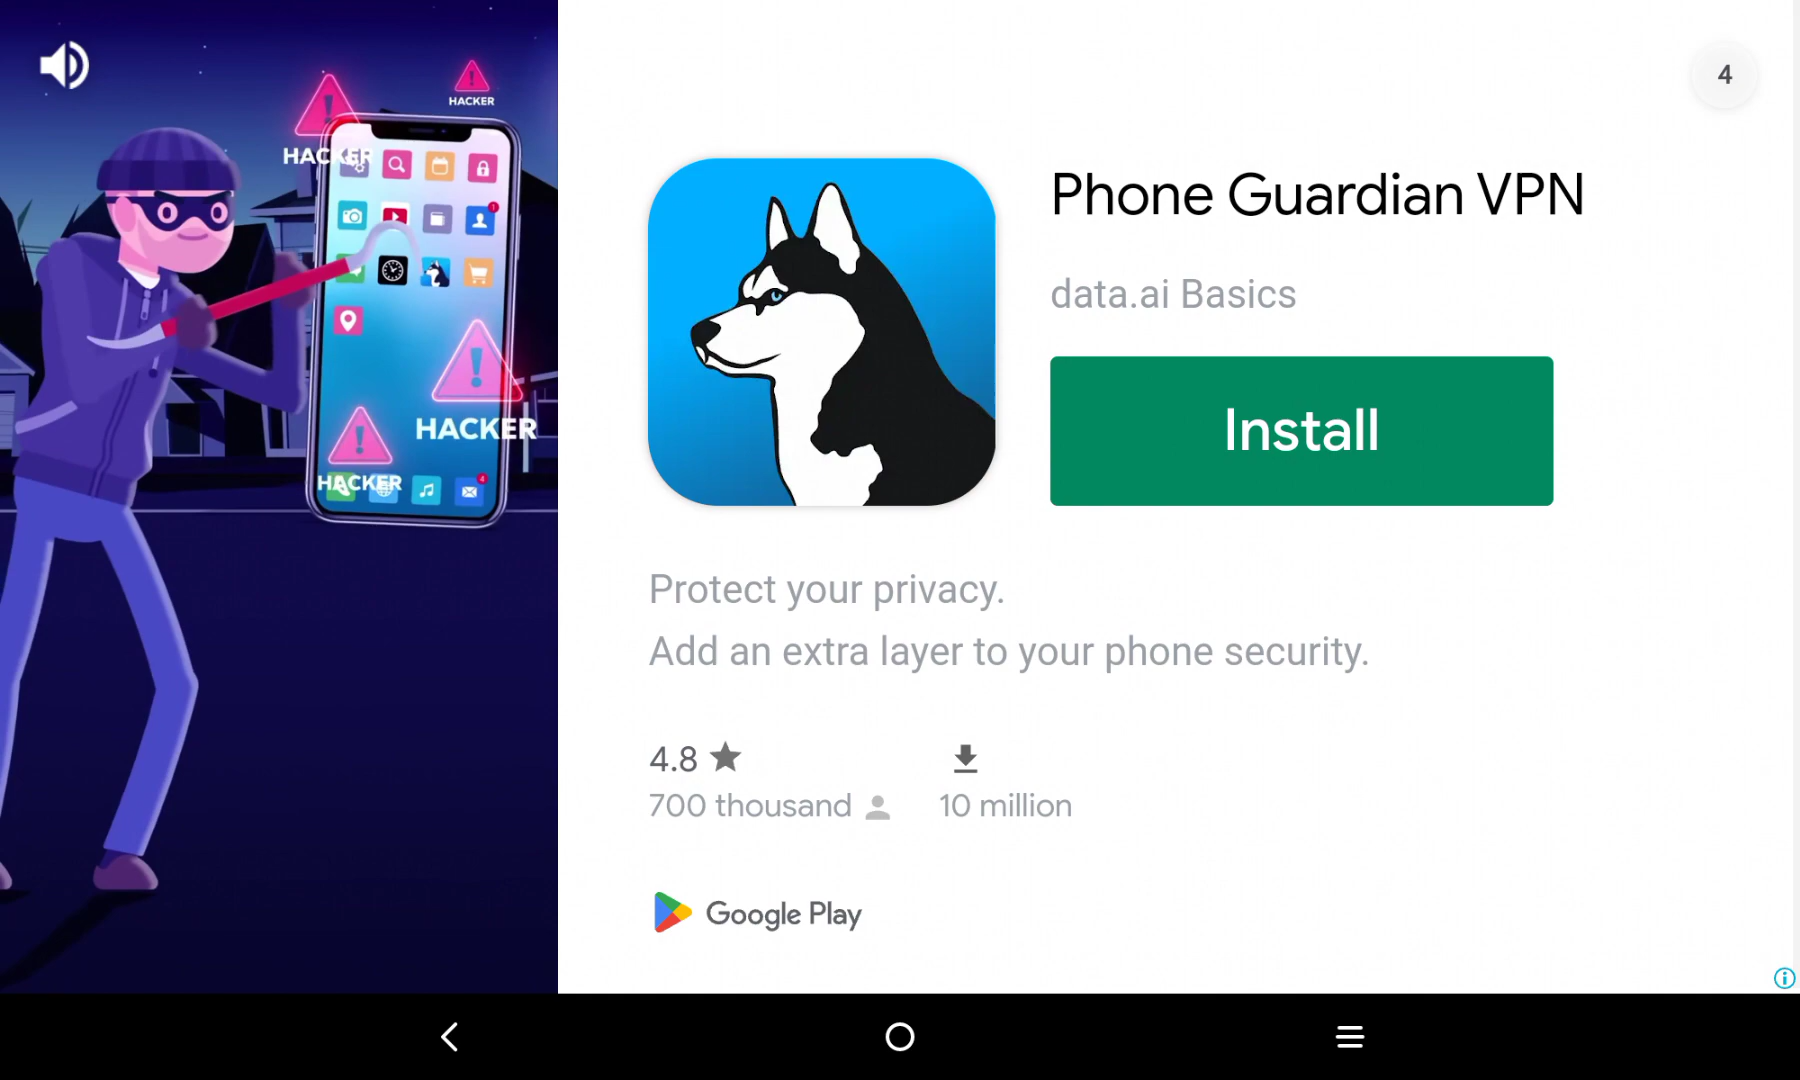 HACKER
HACKER
HACKER
HACKER
4
Phone Guardian VPN
data.ai Basics
Install
Protect your privacy.
Add an extra layer to your phone security.
4.8
700 thousand
10 million
Google Play